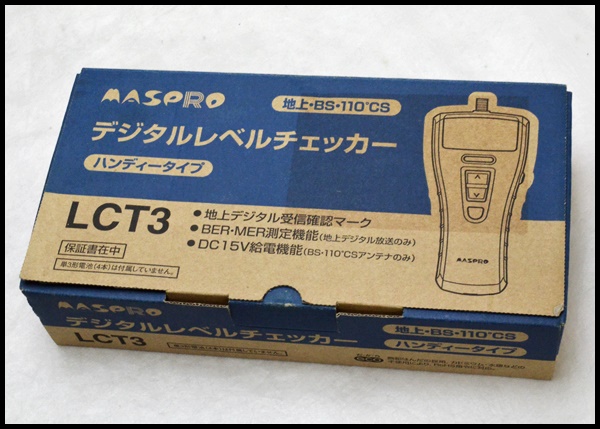 MASPRO
地上・BS・110°CS
デジタルレベルチェッカー
ハンディータイプ
LCT3
●地上デジタル受信確認マーク
●BER・MER測定機能(地上デジタル放送のみ)
●DC15V給電機能(BS・110°CSアンテナのみ)
保証書在中
単3形電池(4本)は付属していません。
MASPRO
MASPRO
デジタルレベルチェッカー
地上・BS・110°CS
ハンディータイプ
LCT3